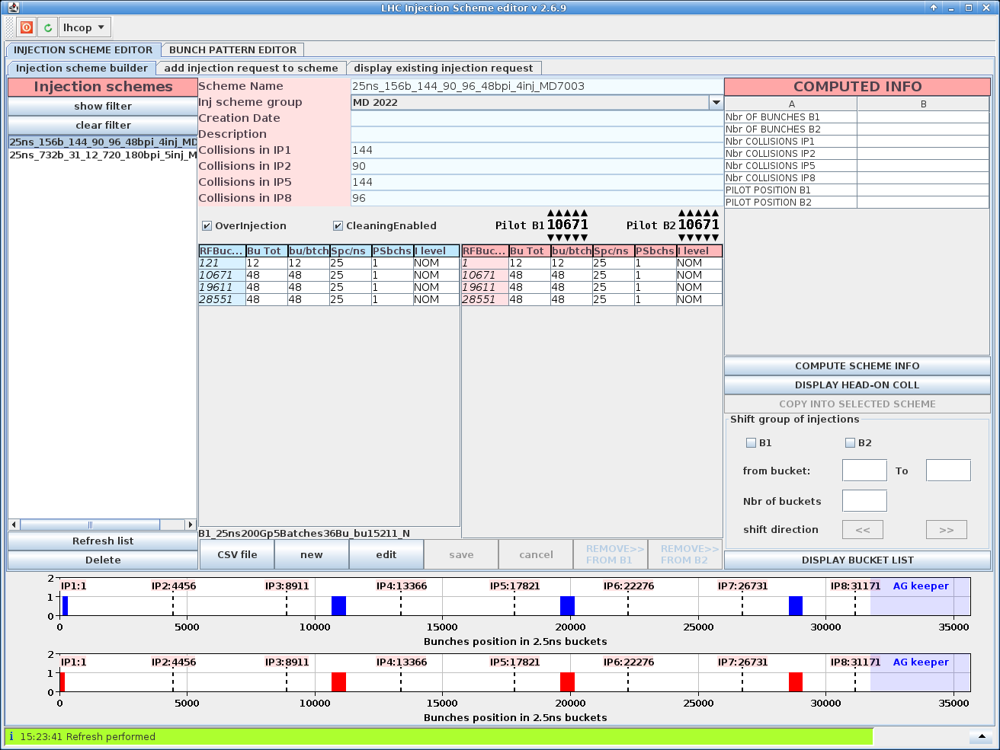 LHC Injection Scheme editor v 2.6.9
lhcop
INJECTION SCHEME EDITOR BUNCH PATTERN EDITOR
Injection scheme builder add injection request to scheme display existing injection request
Injection schemes
show filter
clear filter
25ns_156b_144_90_96_48bpi_4inj_MD
25ns_732b_31_12_720_180bpi_5inj_M
Refresh list
Delete
Scheme Name 25ns_156b_144_90_96_48bpi_4inj_MD7003
Inj scheme group MD 2022
Creation Date
Description
Collisions in IP1 144
Collisions in IP2 90
Collisions in IP5 144
Collisions in IP8 96
OverInjection CleaningEnabled Pilot B1 10671 Pilot B2 10671
RFBuc... Bu Tot bu/btch Spc/ns PSbchs I level
121 12 12 25 1 NOM
10671 48 48 25 1 NOM
19611 48 48 25 1 NOM
28551 48 48 25 1 NOM
RFBuc... Bu Tot bu/btch Spc/ns PSbchs I level
1 12 12 25 1 NOM
10671 48 48 25 1 NOM
19611 48 48 25 1 NOM
28551 48 48 25 1 NOM
B1_25ns200Gp5Batches36Bu_bu15211_N
CSV file new edit save cancel REMOVE>> FROM B1 REMOVE>> FROM B2
COMPUTED INFO
A B
Nbr OF BUNCHES B1
Nbr OF BUNCHES B2
Nbr COLLISIONS IP1
Nbr COLLISIONS IP2
Nbr COLLISIONS IP5
Nbr COLLISIONS IP8
PILOT POSITION B1
PILOT POSITION B2
COMPUTE SCHEME INFO
DISPLAY HEAD-ON COLL
COPY INTO SELECTED SCHEME
Shift group of injections
B1 B2
from bucket: To
Nbr of buckets
shift direction << >>
DISPLAY BUCKET LIST
2
IP1:1 IP2:4456 IP3:8911 IP4:13366 IP5:17821 IP6:22276 IP7:26731 IP8:31171 AG keeper
1
0
0 5000 10000 15000 20000 25000 30000 35000
Bunches position in 2.5ns buckets
2
IP1:1 IP2:4456 IP3:8911 IP4:13366 IP5:17821 IP6:22276 IP7:26731 IP8:31171 AG keeper
1
0
0 5000 10000 15000 20000 25000 30000 35000
Bunches position in 2.5ns buckets
i 15:23:41 Refresh performed